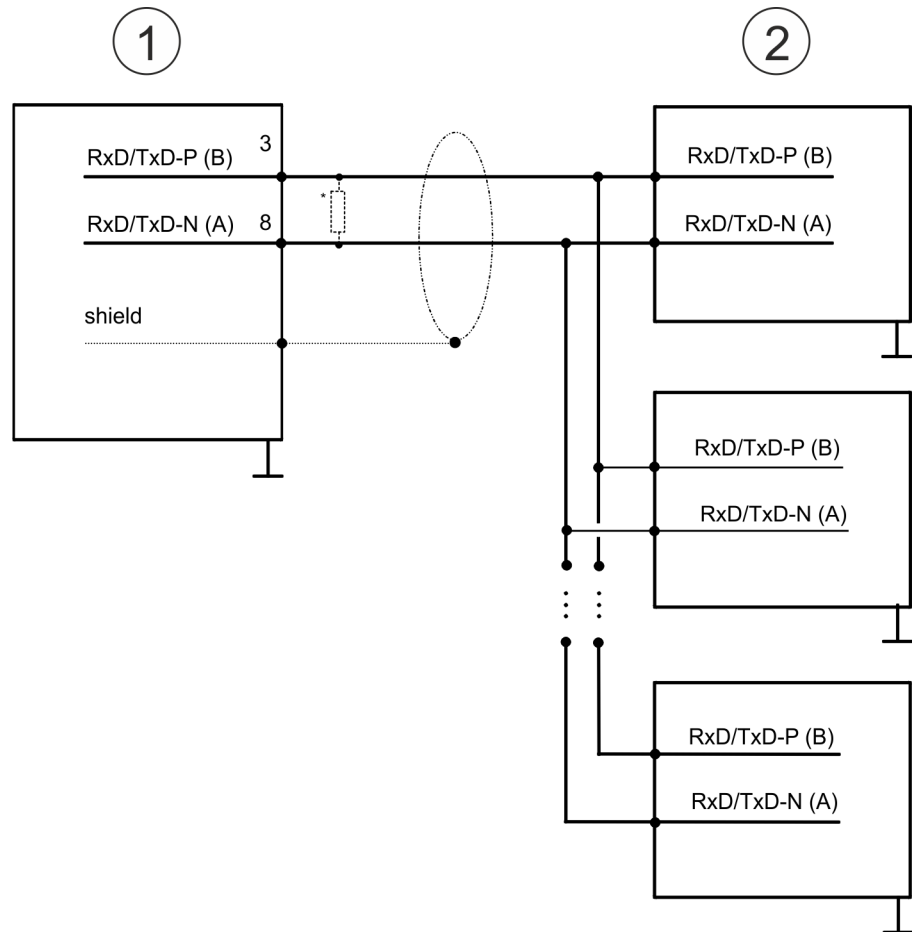 1
2
RxD/TxD-P (B)
3
RxD/TxD-P (B)
*
RxD/TxD-N (A)
8
RxD/TxD-N (A)
shield
RxD/TxD-P (B)
RxD/TxD-N (A)
RxD/TxD-P (B)
RxD/TxD-N (A)